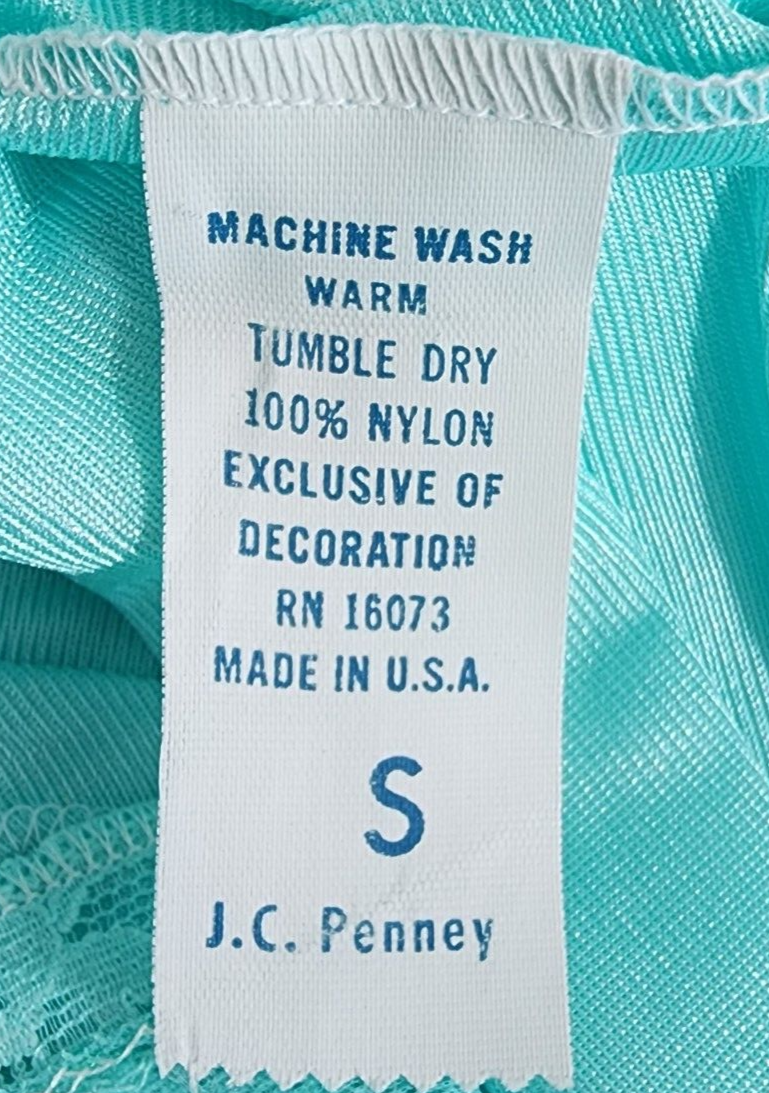 MACHINE WASH
WARM
TUMBLE DRY
100% NYLON
EXCLUSIVE OF
DECORATION
RN 16073
MADE IN U.S.A.
S
J.C. Penney